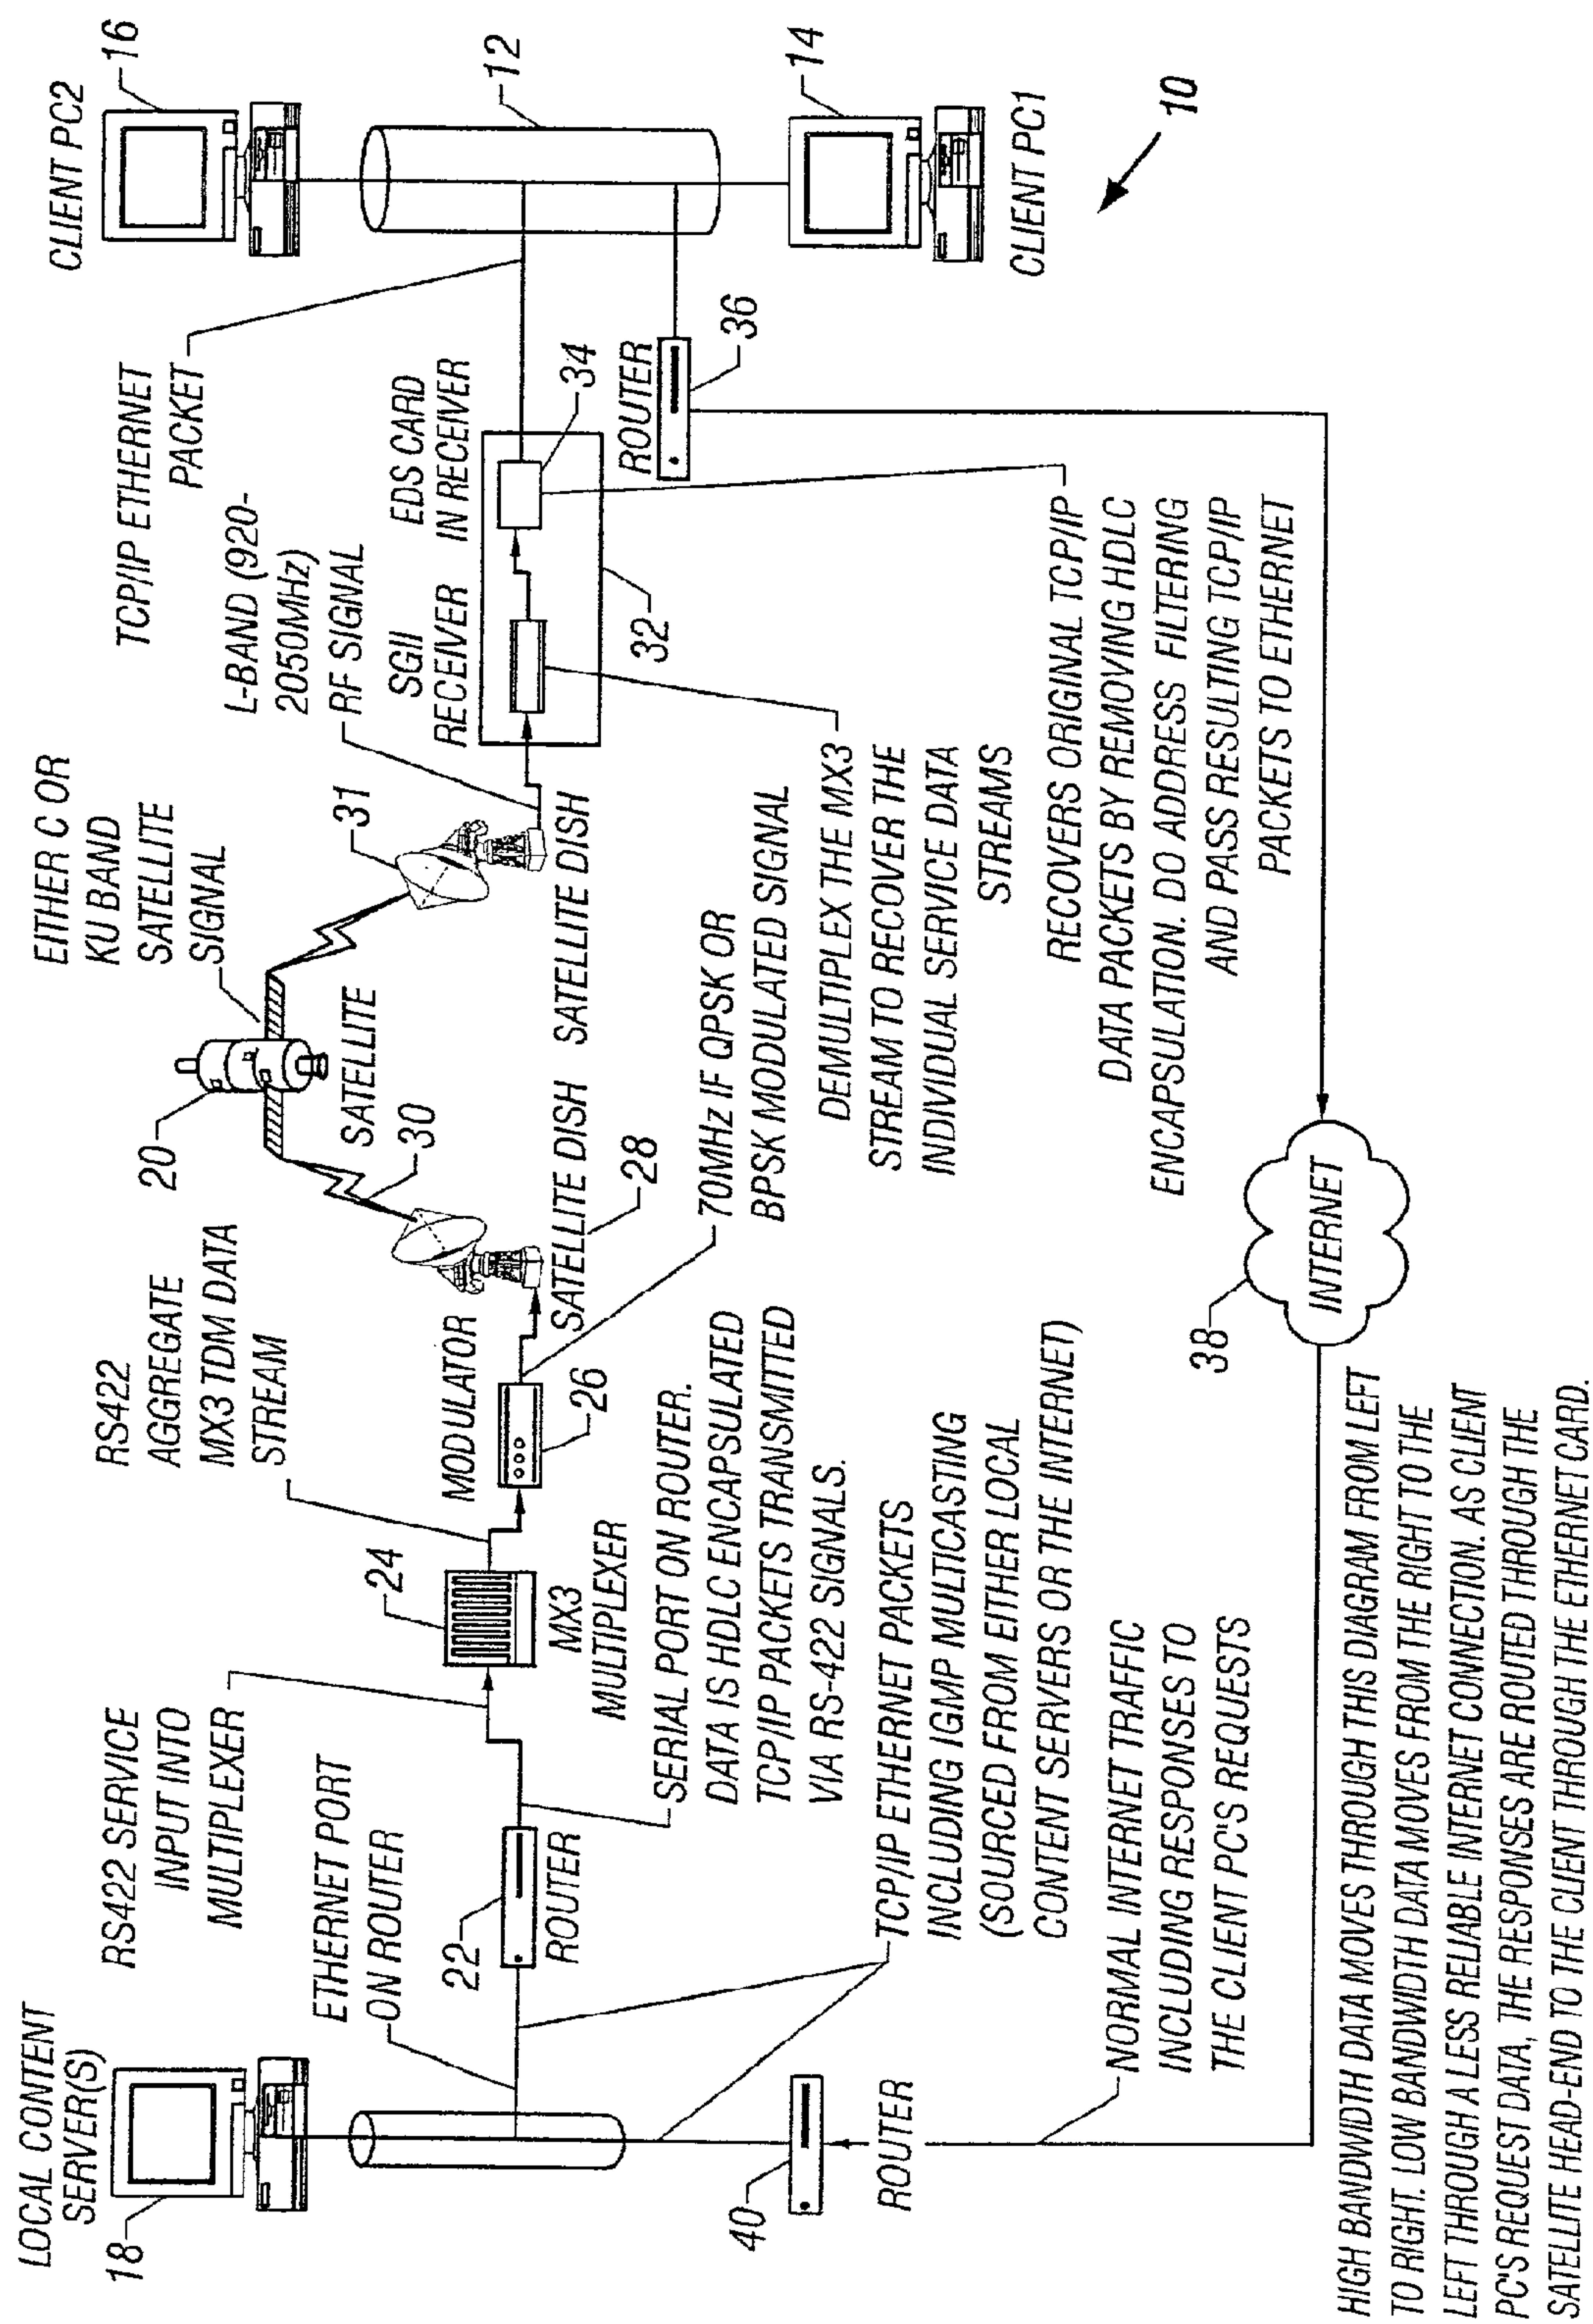 LOCAL CONTENT
SERVER(S)
18
RS422 SERVICE
INPUT INTO
MULTIPLEXER
ETHERNET PORT
ON ROUTER
22
ROUTER
24
MX3
MULTIPLEXER
RS422
AGGREGATE
MX3 TDM DATA
STREAM
MODULATOR
26
20
SATELLITE
30
EITHER C OR
KU BAND
SATELLITE
SIGNAL
31
SATELLITE DISH
28
SATELLITE DISH
L-BAND (920-
2050MHz)
RF SIGNAL
SGII
RECEIVER
EDS CARD
IN RECEIVER
34
32
TCP/IP ETHERNET
PACKET
CLIENT PC2
16
12
14
CLIENT PC1
10
ROUTER
36
SERIAL PORT ON ROUTER.
DATA IS HDLC ENCAPSULATED
TCP/IP PACKETS TRANSMITTED
VIA RS-422 SIGNALS.
70MHz IF QPSK OR
BPSK MODULATED SIGNAL
DEMULTIPLEX THE MX3
STREAM TO RECOVER THE
INDIVIDUAL SERVICE DATA
STREAMS
RECOVERS ORIGINAL TCP/IP
DATA PACKETS BY REMOVING HDLC
ENCAPSULATION. DO ADDRESS FILTERING
AND PASS RESULTING TCP/IP
PACKETS TO ETHERNET
TCP/IP ETHERNET PACKETS
INCLUDING IGMP MULTICASTING
(SOURCED FROM EITHER LOCAL
CONTENT SERVERS OR THE INTERNET)
40
ROUTER
NORMAL INTERNET TRAFFIC
INCLUDING RESPONSES TO
THE CLIENT PC'S REQUESTS
38
INTERNET
HIGH BANDWIDTH DATA MOVES THROUGH THIS DIAGRAM FROM LEFT
TO RIGHT. LOW BANDWIDTH DATA MOVES FROM THE RIGHT TO THE
LEFT THROUGH A LESS RELIABLE INTERNET CONNECTION. AS CLIENT
PC'S REQUEST DATA, THE RESPONSES ARE ROUTED THROUGH THE
SATELLITE HEAD-END TO THE CLIENT THROUGH THE ETHERNET CARD.